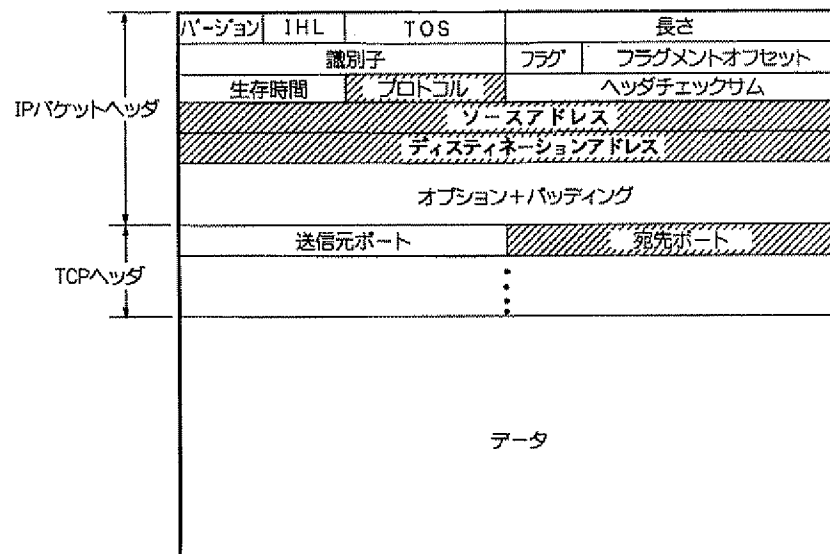 バージョン IHL TOS 長さ
識別子 フラグ フラグメントオフセット
生存時間 プロトコル ヘッダチェックサム
IPパケットヘッダ
ソースアドレス
ディスティネーションアドレス
オプション+パッディング
送信元ポート 宛先ポート
TCPヘッダ
データ